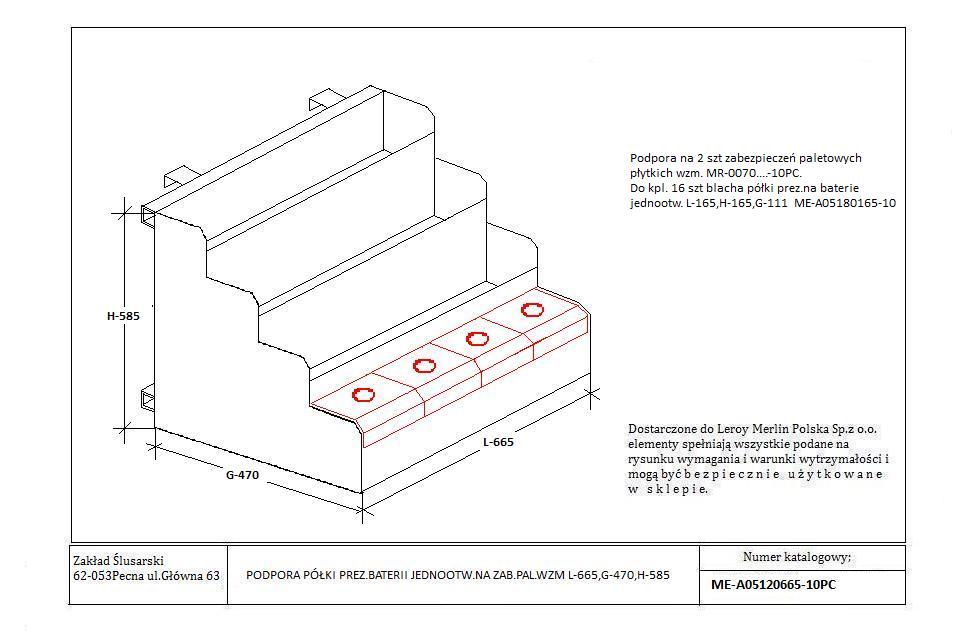 Podpora na 2 szt zabezpieczeń paletowych
płytkich wzm. MR-0070....-10PC.
Do kpl. 16 szt blacha półki prez.na baterie
jednootw. L-165,H-165,G-111 ME-A05180165-10
H-585
L-665
G-470
Dostarczone do Leroy Merlin Polska Sp.z o.o.
elementy spełniają wszystkie podane na
rysunku wymagania i warunki wytrzymałości i
mogą być b e z p i e c z n i e u ż y t k o w a n e
w s k l e p i e.
Zakład Ślusarski
62-053Pecna ul.Główna 63
PODPORA PÓŁKI PREZ.BATERII JEDNOOTW.NA ZAB.PAL.WZM L-665,G-470,H-585
Numer katalogowy;
ME-A05120665-10PC